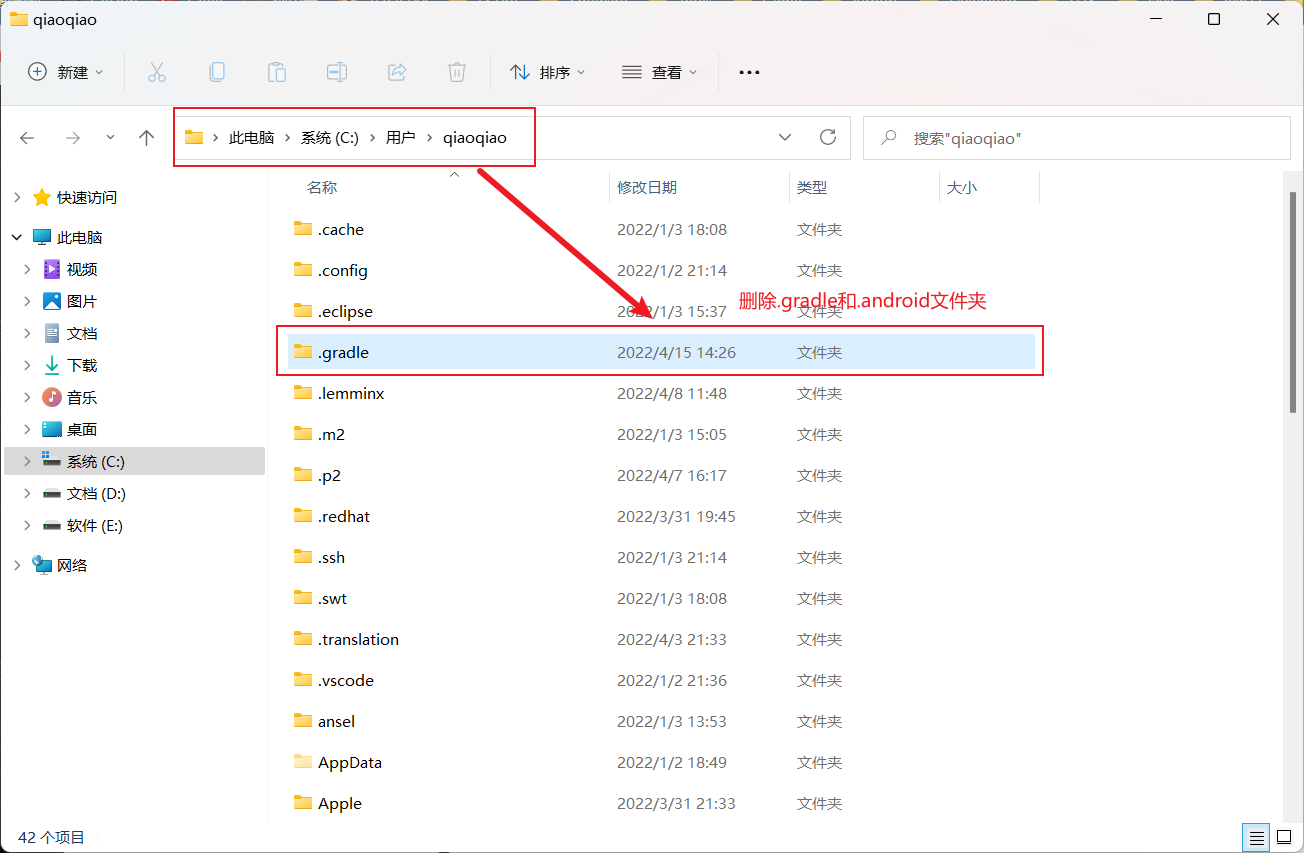 qiaoqiao
新建
排序
查看
此电脑 > 系统 (C:) > 用户 > qiaoqiao
搜索"qiaoqiao"
名称 修改日期 类型 大小
快速访问
此电脑
视频
图片
文档
下载
音乐
桌面
系统 (C:)
文档 (D:)
软件 (E:)
网络
.cache 2022/1/3 18:08 文件夹
.config 2022/1/2 21:14 文件夹
删除.gradle和.android文件夹
.eclipse 2022/1/3 15:37 文件夹
.gradle 2022/4/15 14:26 文件夹
.lemminx 2022/4/8 11:48 文件夹
.m2 2022/1/3 15:05 文件夹
.p2 2022/4/7 16:17 文件夹
.redhat 2022/3/31 19:45 文件夹
.ssh 2022/1/3 21:14 文件夹
.swt 2022/1/3 18:08 文件夹
.translation 2022/4/3 21:33 文件夹
.vscode 2022/1/2 21:36 文件夹
ansel 2022/1/3 13:53 文件夹
AppData 2022/1/2 18:49 文件夹
Apple 2022/3/31 21:33 文件夹
42 个项目